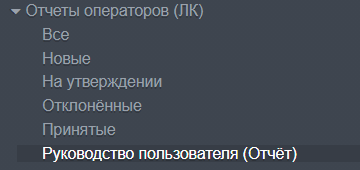 Отчеты операторов (ЛК)
Все
Новые
На утверждении
Отклонённые
Принятые
Руководство пользователя (Отчёт)